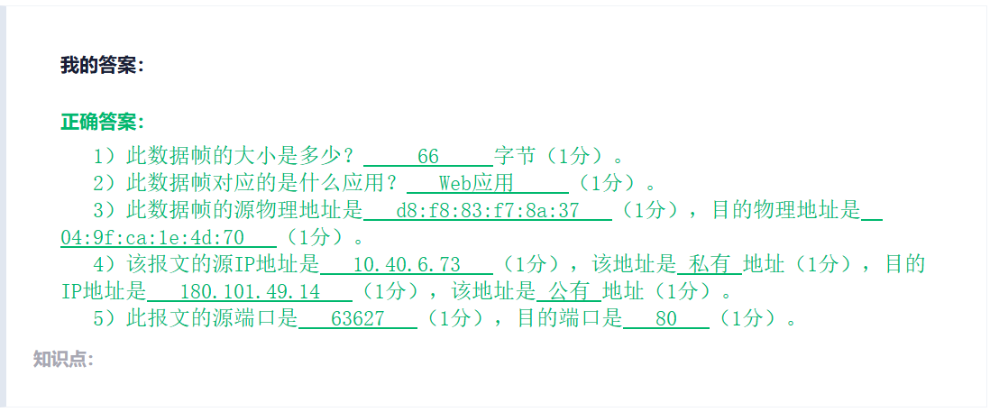 我的答案：
正确答案：
1）此数据帧的大小是多少？ 66 字节（1分）。
2）此数据帧对应的是什么应用？ Web应用 （1分）。
3）此数据帧的源物理地址是 d8:f8:83:f7:8a:37 （1分），目的物理地址是
04:9f:ca:1e:4d:70 （1分）。
4）该报文的源IP地址是 10.40.6.73 （1分），该地址是 私有 地址（1分），目的
IP地址是 180.101.49.14 （1分），该地址是 公有 地址（1分）。
5）此报文的源端口是 63627 （1分），目的端口是 80 （1分）。
知识点：